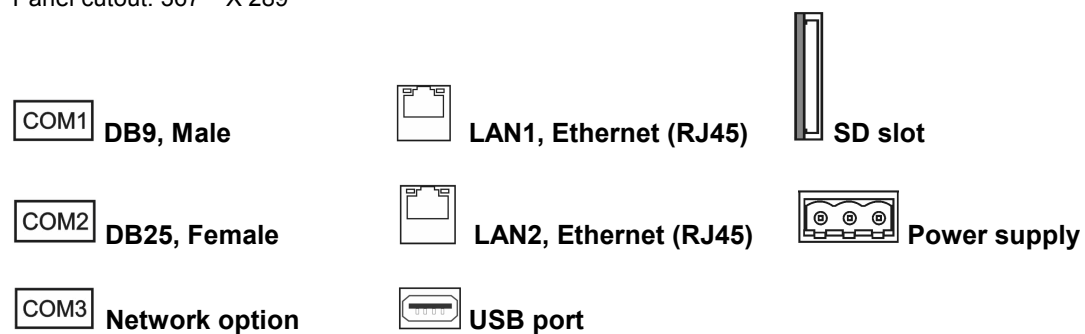 COM1 DB9, Male
LAN1, Ethernet (RJ45)
SD slot
COM2 DB25, Female
LAN2, Ethernet (RJ45)
Power supply
COM3 Network option
USB port